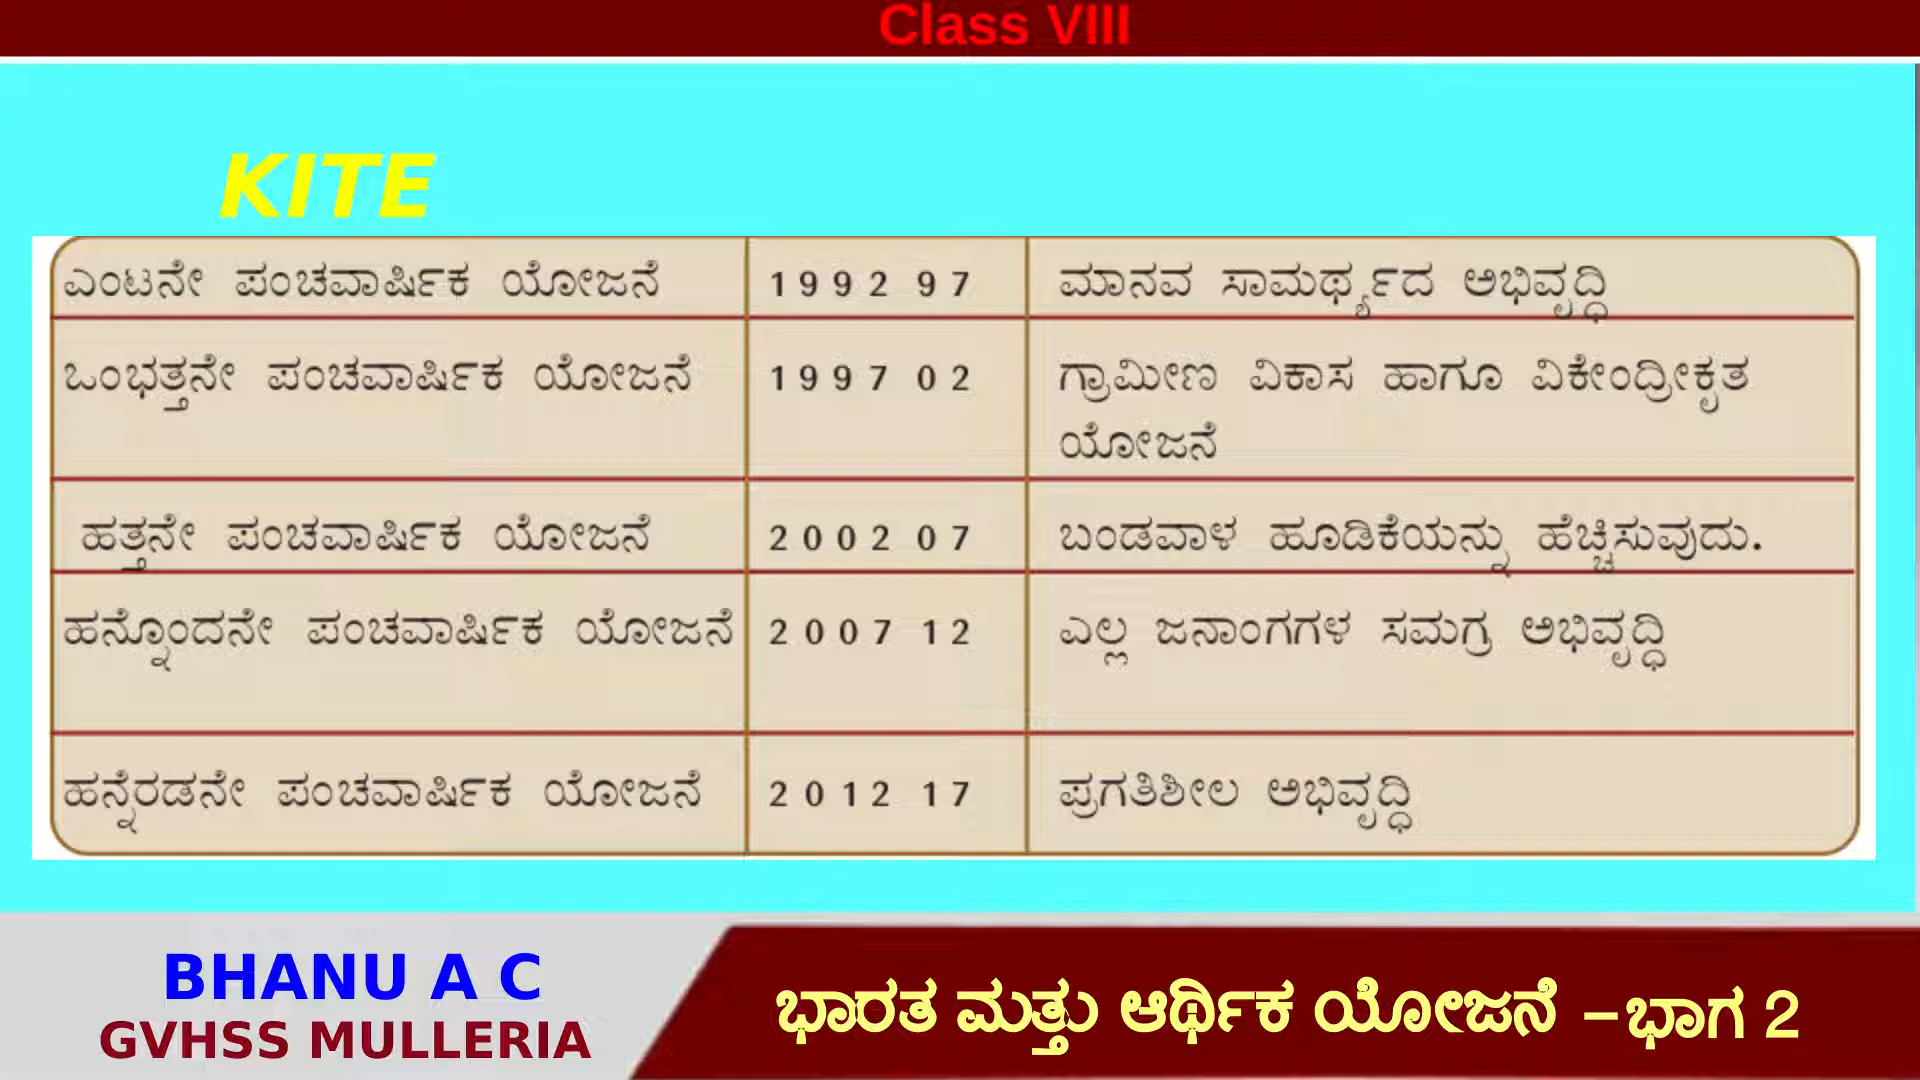 Class VIII
KITE
ಎಂಟನೇ ಪಂಚವಾರ್ಷಿಕ ಯೋಜನೆ 1992 97 ಮಾನವ ಸಾಮರ್ಥ್ಯದ ಅಭಿವೃದ್ಧಿ
ಒಂಭತ್ತನೇ ಪಂಚವಾರ್ಷಿಕ ಯೋಜನೆ 1997 02 ಗ್ರಾಮೀಣ ವಿಕಾಸ ಹಾಗೂ ವಿಕೇಂದ್ರೀಕೃತ
ಯೋಜನೆ
ಹತ್ತನೇ ಪಂಚವಾರ್ಷಿಕ ಯೋಜನೆ 2002 07 ಬಂಡವಾಳ ಹೂಡಿಕೆಯನ್ನು ಹೆಚ್ಚಿಸುವುದು.
ಹನ್ನೊಂದನೇ ಪಂಚವಾರ್ಷಿಕ ಯೋಜನೆ 2007 12 ಎಲ್ಲ ಜನಾಂಗಗಳ ಸಮಗ್ರ ಅಭಿವೃದ್ಧಿ
ಹನ್ನೆರಡನೇ ಪಂಚವಾರ್ಷಿಕ ಯೋಜನೆ 2012 17 ಪ್ರಗತಿಶೀಲ ಅಭಿವೃದ್ಧಿ
BHANU A C
GVHSS MULLERIA
ಭಾರತ ಮತ್ತು ಆರ್ಥಿಕ ಯೋಜನೆ –ಭಾಗ 2